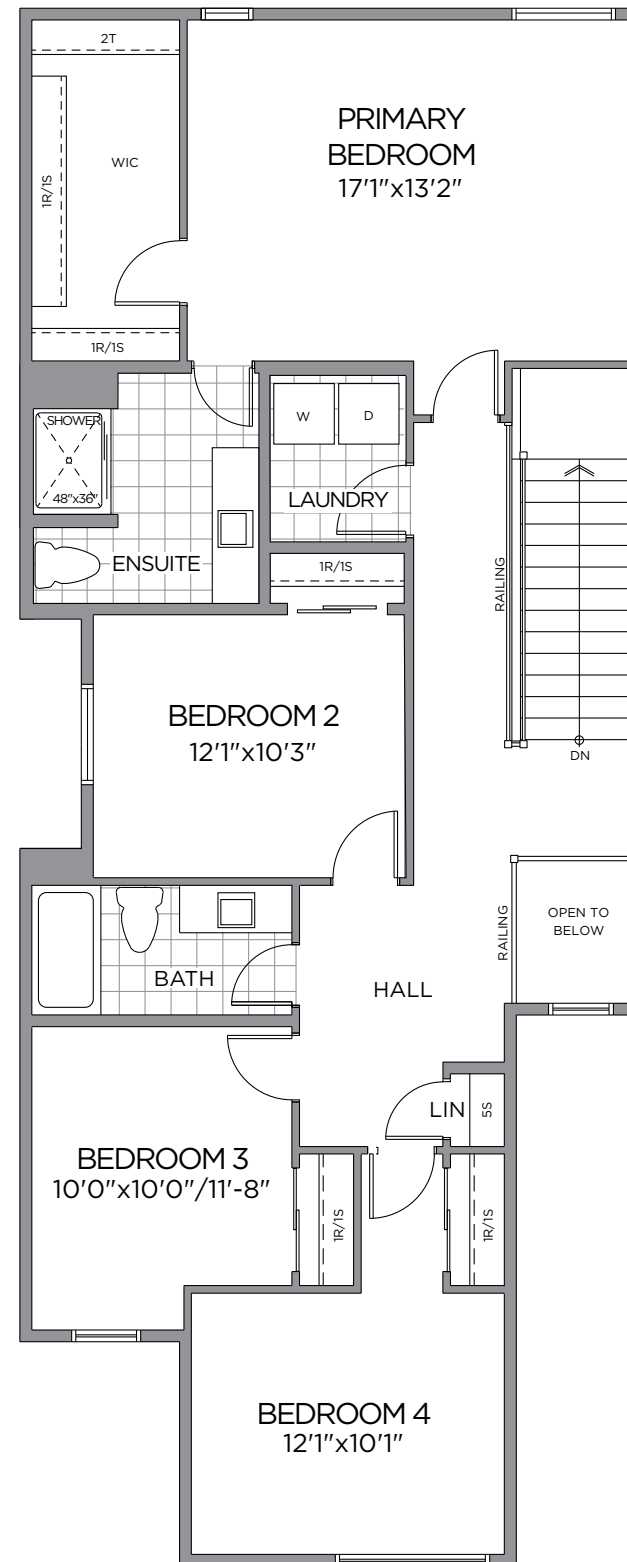 2T
PRIMARY
BEDROOM
17'1"x13'2"
WIC
1R/1S
1R/1S
SHOWER
48"x36"
W
D
LAUNDRY
ENSUITE
1R/1S
RAILING
BEDROOM 2
12'1"x10'3"
DN
OPEN TO
BELOW
RAILING
BATH
HALL
LIN
5S
BEDROOM 3
10'0"x10'0"/11'-8"
1R/1S
1R/1S
BEDROOM 4
12'1"x10'1"